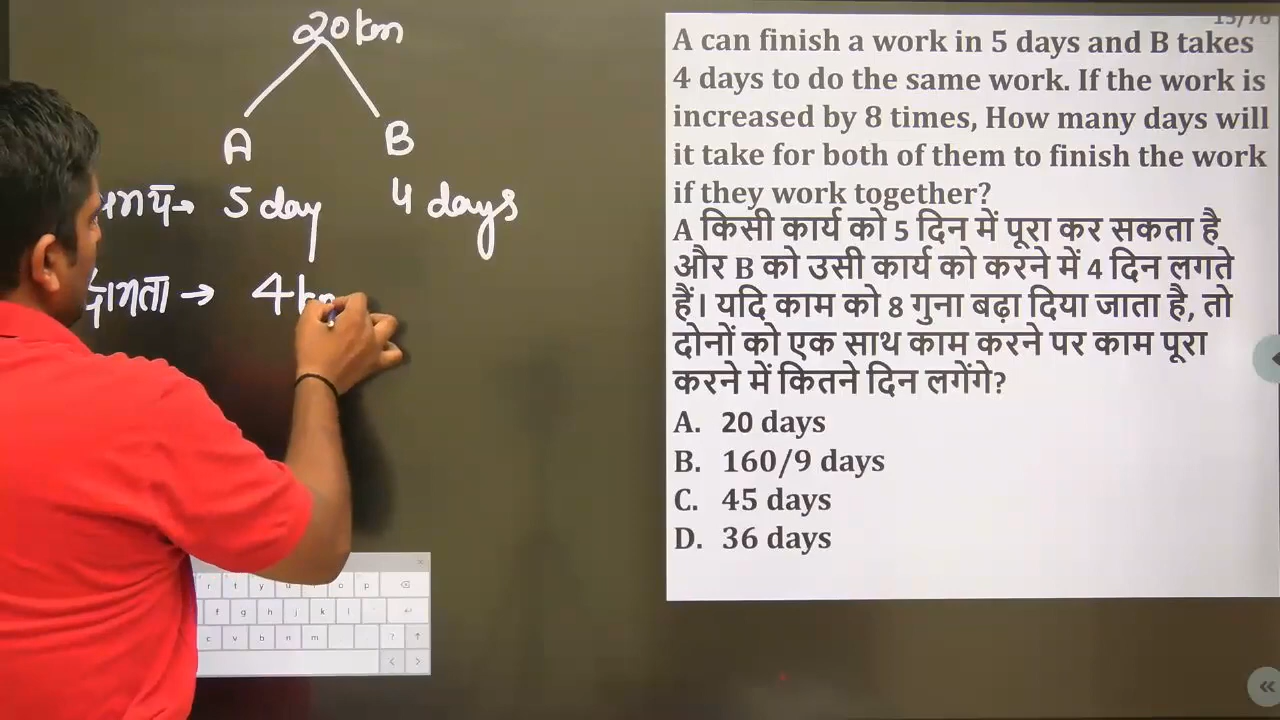 20km
A B
5 day 4 days
→ 4
A can finish a work in 5 days and B takes
4 days to do the same work. If the work is
increased by 8 times, How many days will
it take for both of them to finish the work
if they work together?
A किसी कार्य को 5 दिन में पूरा कर सकता है
और B को उसी कार्य को करने में 4 दिन लगते
हैं। यदि काम को 8 गुना बढ़ा दिया जाता है, तो
दोनों को एक साथ काम करने पर काम पूरा
करने में कितने दिन लगेंगे?
A. 20 days
B. 160/9 days
C. 45 days
D. 36 days
r t y u i o p
f g h j k l
c v b n m ?